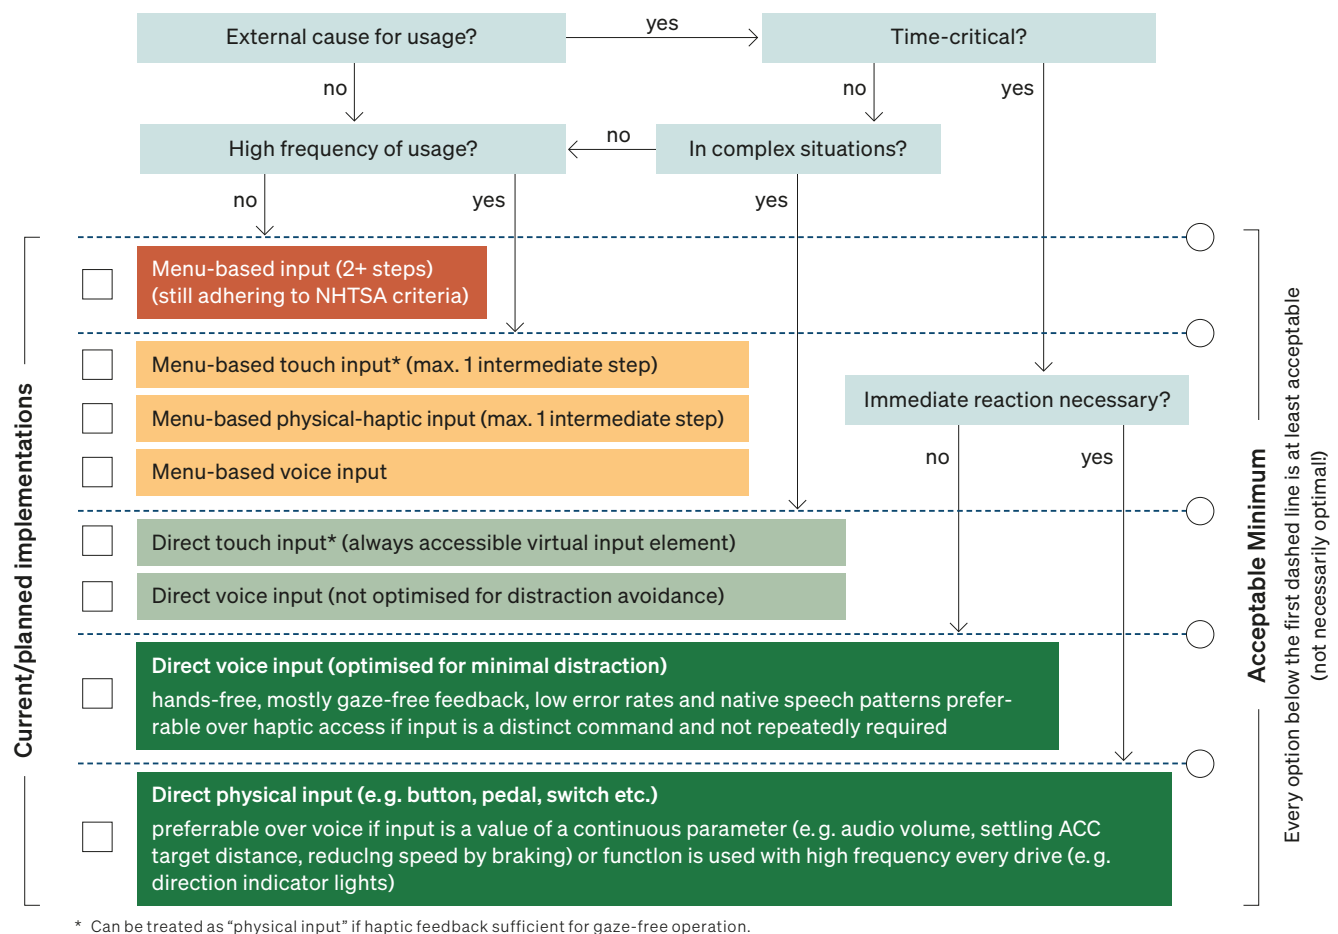 External cause for usage?
yes
Time-critical?
no
no
yes
High frequency of usage?
no
In complex situations?
no
yes
yes
Menu-based input (2+ steps)
(still adhering to NHTSA criteria)
Menu-based touch input* (max. 1 intermediate step)
Immediate reaction necessary?
Menu-based physical-haptic input (max. 1 intermediate step)
no
yes
Menu-based voice input
Direct touch input* (always accessible virtual input element)
Direct voice input (not optimised for distraction avoidance)
Direct voice input (optimised for minimal distraction)
hands-free, mostly gaze-free feedback, low error rates and native speech patterns prefer-
rable over haptic access if input is a distinct command and not repeatedly required
Direct physical input (e.g. button, pedal, switch etc.)
preferrable over voice if input is a value of a continuous parameter (e.g. audio volume, settling ACC
target distance, reducIng speed by braking) or functIon is used with high frequency every drive (e.g.
direction indicator lights)
Current/planned implementations
Acceptable Minimum
Every option below the first dashed line is at least acceptable
(not necessarily optimal!)
* Can be treated as “physical input” if haptic feedback sufficient for gaze-free operation.